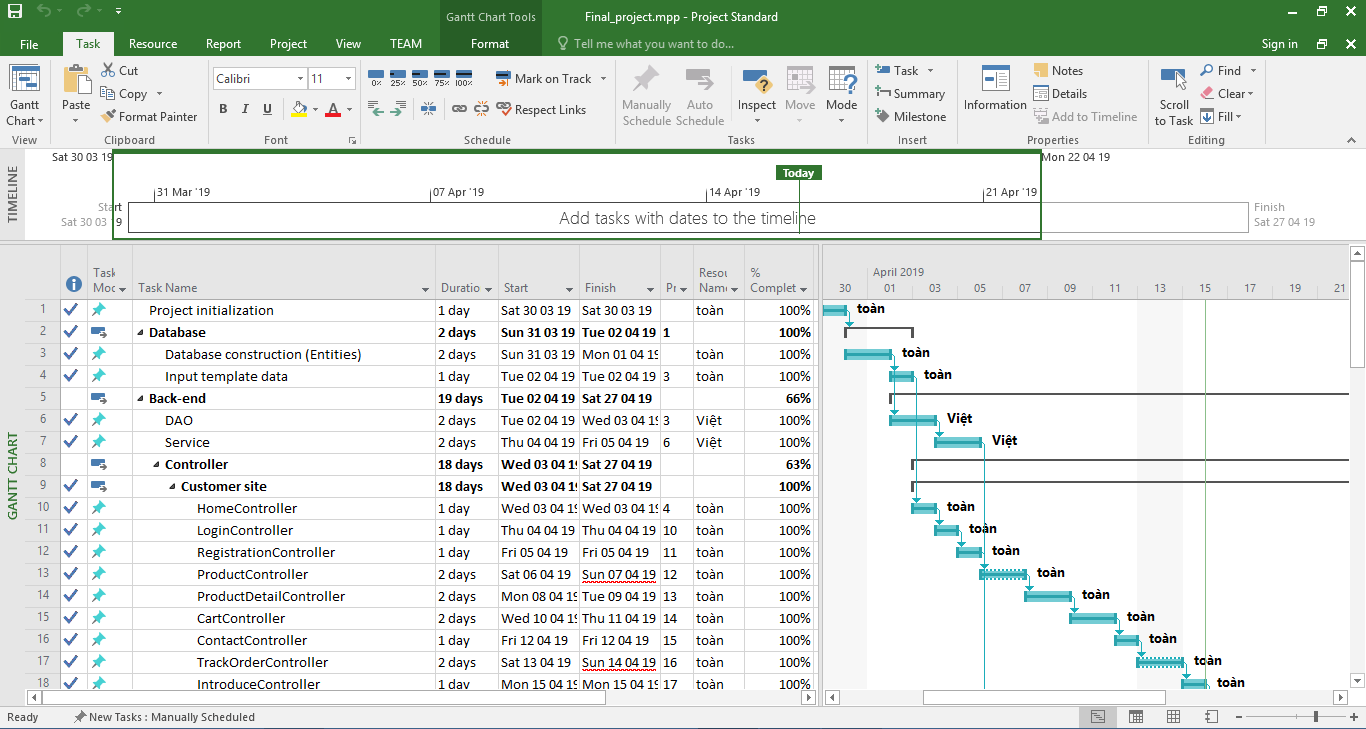 Gantt Chart Tools
Final_project.mpp - Project Standard
File Task Resource Report Project View TEAM Format Tell me what you want to do... Sign in
Gantt Chart
View
Paste
Cut
Copy
Format Painter
Clipboard
Calibri 11
B I U A
Font
0% 25% 50% 75% 100%
Mark on Track
Respect Links
Schedule
Manually Schedule
Auto Schedule
Inspect
Move
Mode
Tasks
Task
Summary
Milestone
Insert
Information
Notes
Details
Add to Timeline
Properties
Scroll to Task
Find
Clear
Fill
Editing
TIMELINE
Sat 30 03 19
Mon 22 04 19
Today
31 Mar '19 07 Apr '19 14 Apr '19 21 Apr '19
Start
Sat 30 03 19
Add tasks with dates to the timeline
Finish
Sat 27 04 19
GANTT CHART
Task Mode Task Name Duratio Start Finish Pr Resou Name % Complet
April 2019
30 01 03 05 07 09 11 13 15 17 19 21
1 Project initialization 1 day Sat 30 03 19 Sat 30 03 19 toàn 100% toàn
2 Database 2 days Sun 31 03 19 Tue 02 04 19 1 100%
3 Database construction (Entities) 2 days Sun 31 03 19 Mon 01 04 19 toàn 100% toàn
4 Input template data 1 day Tue 02 04 19 Tue 02 04 19 3 toàn 100% toàn
5 Back-end 19 days Tue 02 04 19 Sat 27 04 19 66%
6 DAO 2 days Tue 02 04 19 Wed 03 04 19 3 Việt 100% Việt
7 Service 2 days Thu 04 04 19 Fri 05 04 19 6 Việt 100% Việt
8 Controller 18 days Wed 03 04 19 Sat 27 04 19 63%
9 Customer site 18 days Wed 03 04 19 Sat 27 04 19 100%
10 HomeController 1 day Wed 03 04 19 Wed 03 04 19 4 toàn 100% toàn
11 LoginController 1 day Thu 04 04 19 Thu 04 04 19 10 toàn 100% toàn
12 RegistrationController 1 day Fri 05 04 19 Fri 05 04 19 11 toàn 100% toàn
13 ProductController 2 days Sat 06 04 19 Sun 07 04 19 12 toàn 100% toàn
14 ProductDetailController 2 days Mon 08 04 19 Tue 09 04 19 13 toàn 100% toàn
15 CartController 2 days Wed 10 04 19 Thu 11 04 19 14 toàn 100% toàn
16 ContactController 1 day Fri 12 04 19 Fri 12 04 19 15 toàn 100% toàn
17 TrackOrderController 2 days Sat 13 04 19 Sun 14 04 19 16 toàn 100% toàn
18 IntroduceController 1 day Mon 15 04 19 Mon 15 04 19 17 toàn 100% toàn
Ready New Tasks : Manually Scheduled